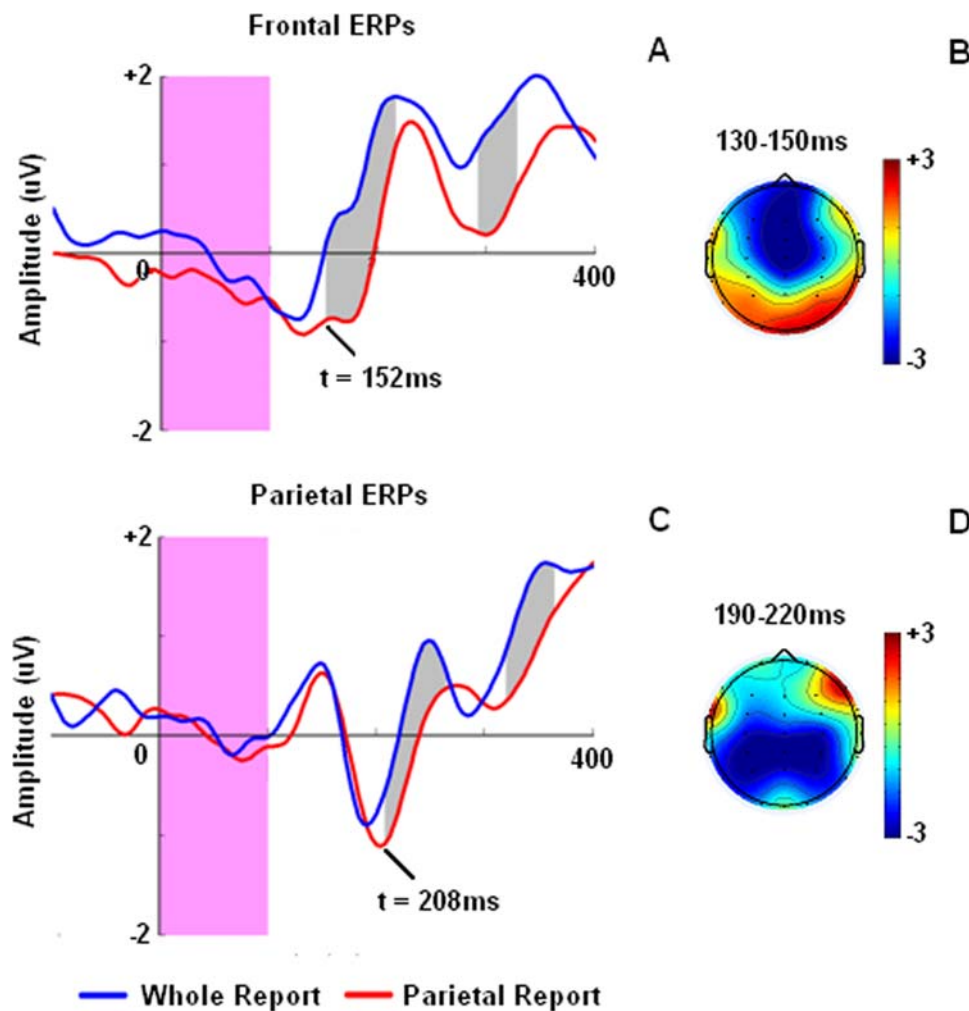 Frontal ERPs
A
B
+2
Amplitude (uV)
0
400
-2
t = 152ms
130-150ms
+3
-3
Parietal ERPs
C
D
+2
Amplitude (uV)
0
400
-2
t = 208ms
190-220ms
+3
-3
Whole Report
Parietal Report